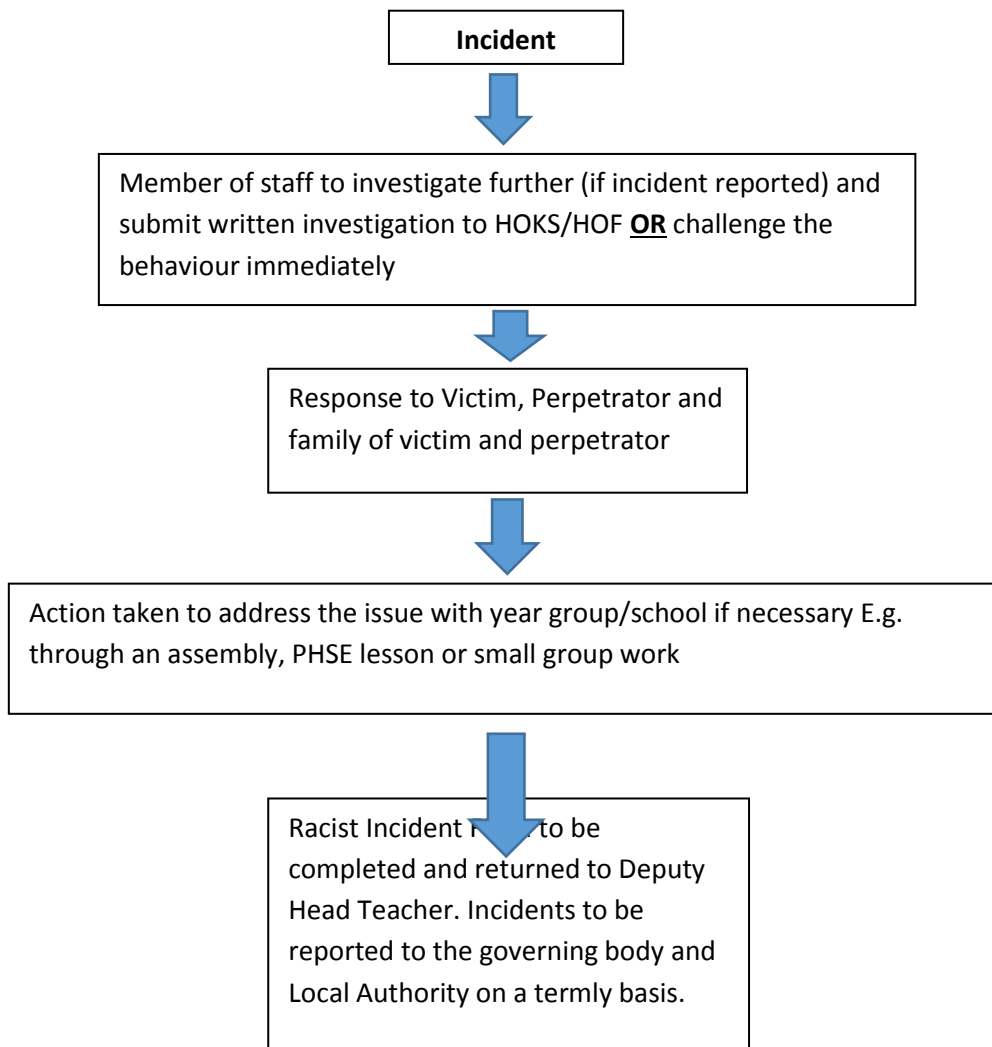 Incident
Member of staff to investigate further (if incident reported) and
submit written investigation to HOKS/HOF OR challenge the
behaviour immediately
Response to Victim, Perpetrator and
family of victim and perpetrator
Action taken to address the issue with year group/school if necessary E.g.
through an assembly, PHSE lesson or small group work
Racist Incident to be
completed and returned to Deputy
Head Teacher. Incidents to be
reported to the governing body and
Local Authority on a termly basis.